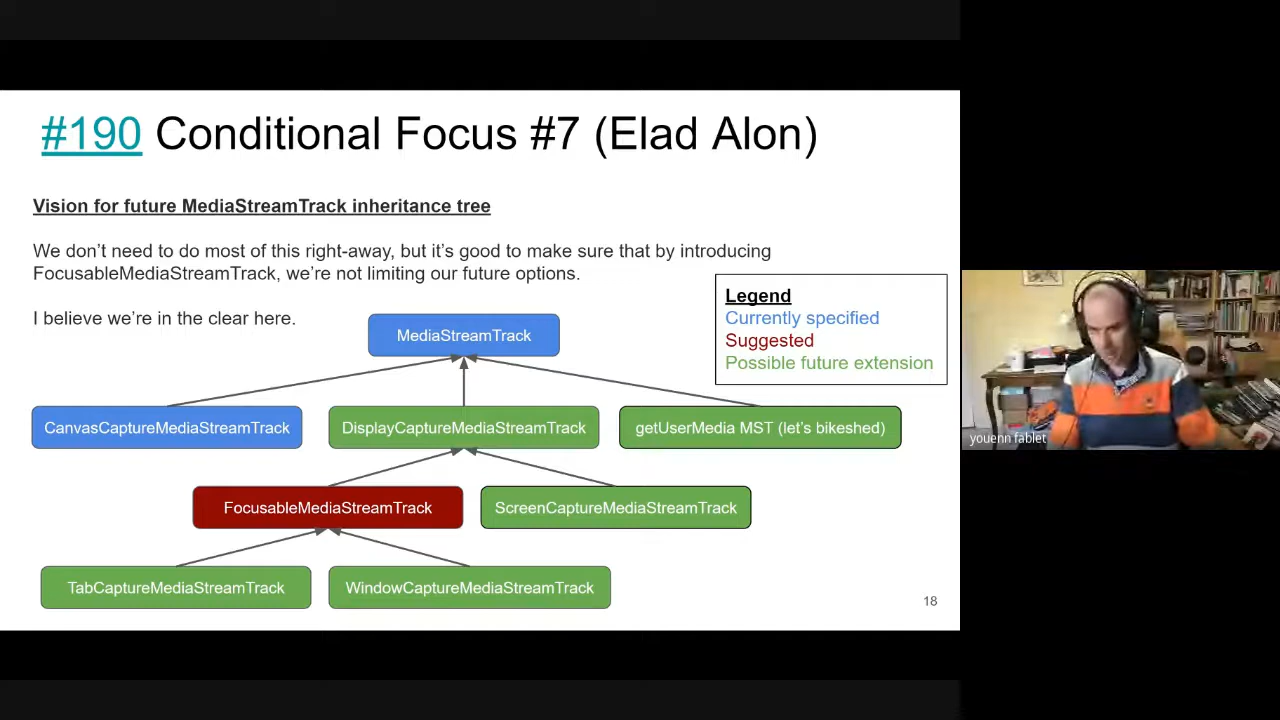 #190 Conditional Focus #7 (Elad Alon)
Vision for future MediaStreamTrack inheritance tree
We don't need to do most of this right-away, but it's good to make sure that by introducing
FocusableMediaStreamTrack, we're not limiting our future options.
I believe we're in the clear here.
Legend
Currently specified
Suggested
Possible future extension
MediaStreamTrack
CanvasCaptureMediaStreamTrack
DisplayCaptureMediaStreamTrack
getUserMedia MST (let's bikeshed)
FocusableMediaStreamTrack
ScreenCaptureMediaStreamTrack
TabCaptureMediaStreamTrack
WindowCaptureMediaStreamTrack
18
youenn fablet